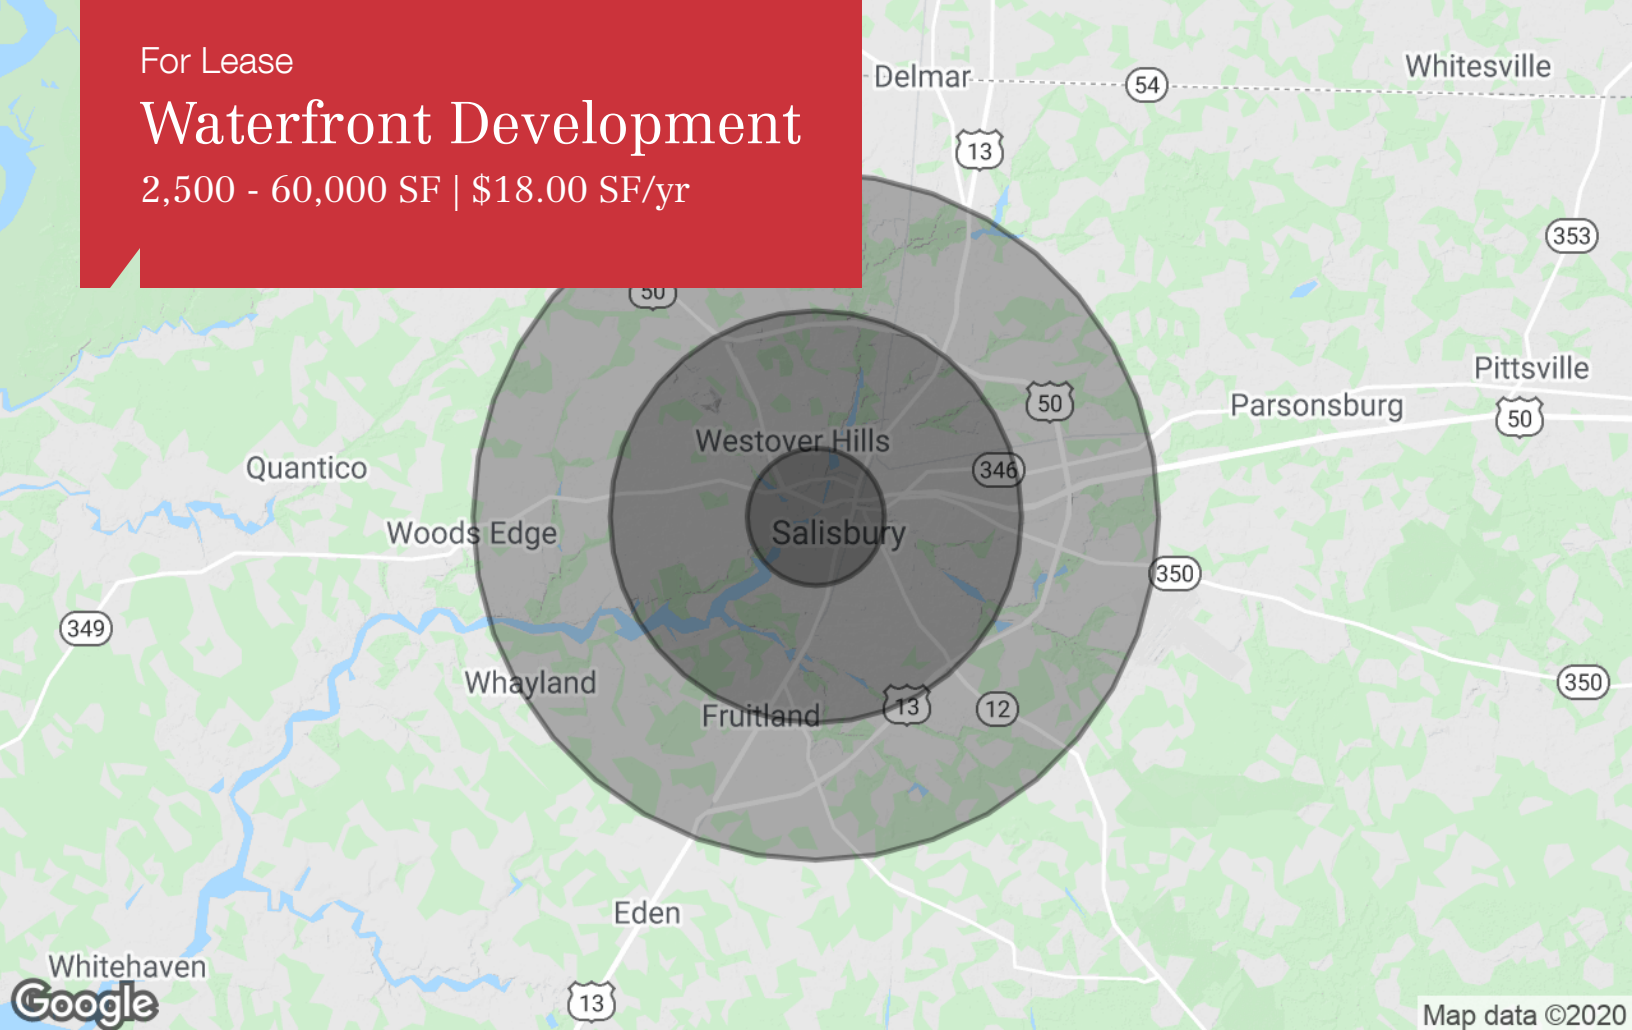 For Lease
Waterfront Development
2,500 - 60,000 SF | $18.00 SF/yr
Delmar
54
Whitesville
13
353
50
Pittsville
50
Parsonsburg
50
Westover Hills
Quantico
346
Woods Edge
Salisbury
350
349
Whayland
350
Fruitland
13
12
Eden
Whitehaven
Google
13
Map data ©2020